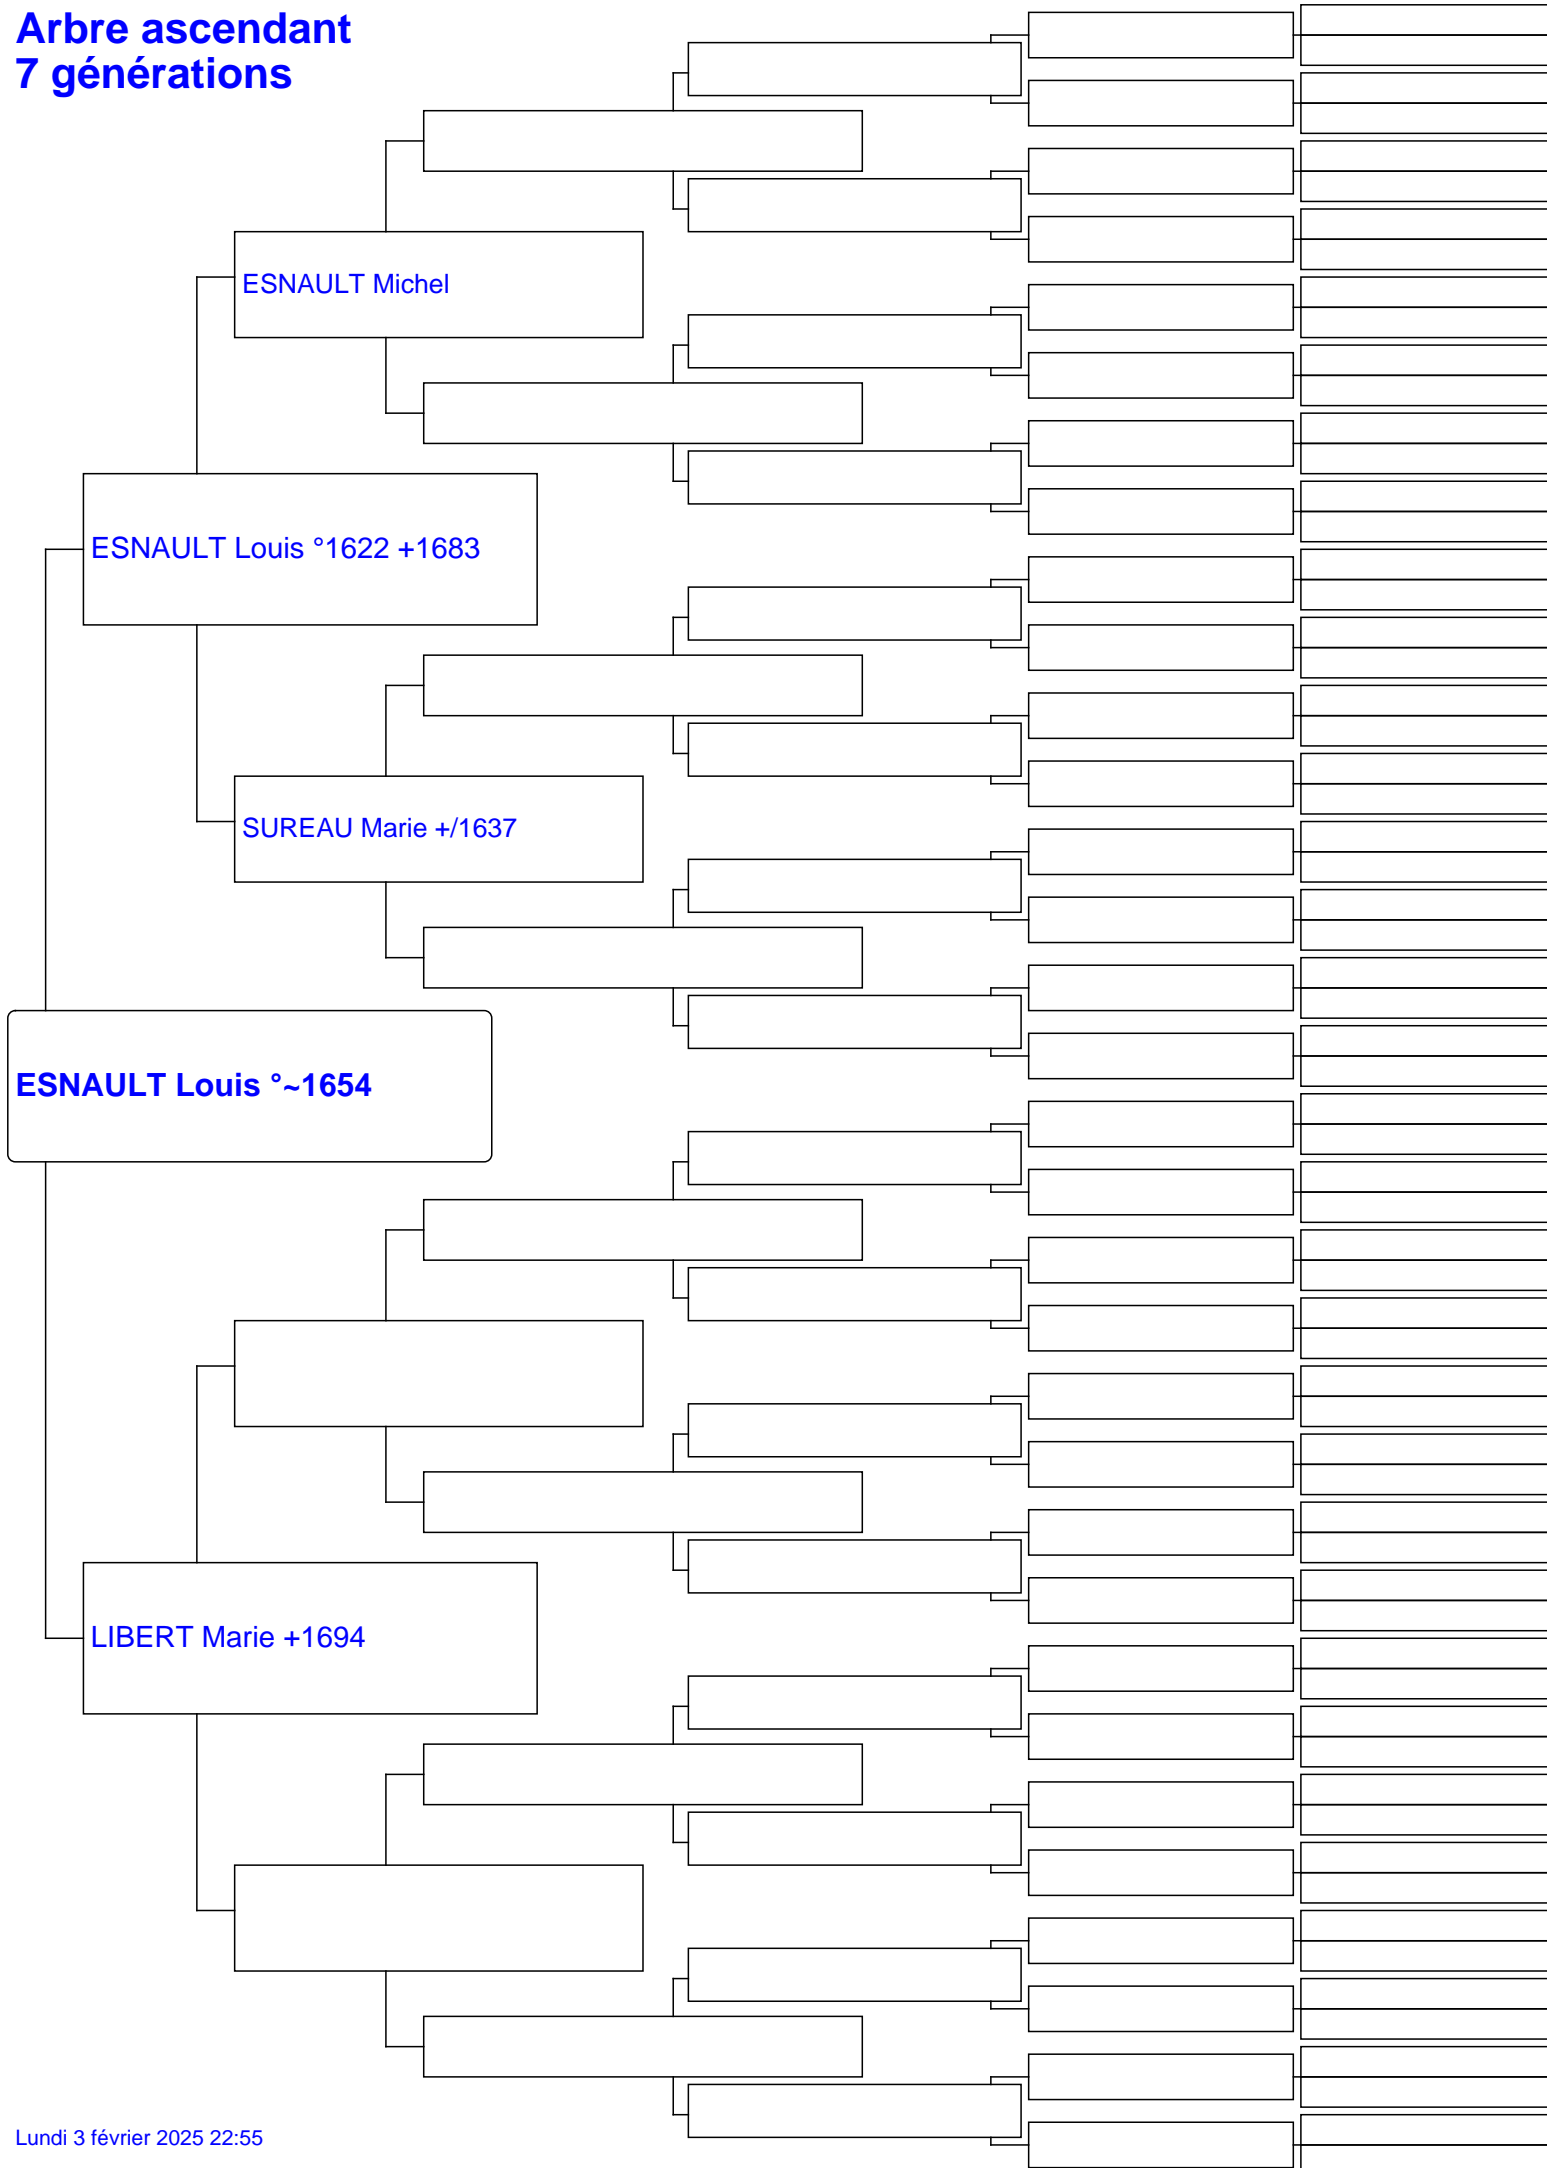 Arbre ascendant
7 générations
ESNAULT Michel
ESNAULT Louis °1622 +1683
SUREAU Marie +/1637
ESNAULT Louis °~1654
LIBERT Marie +1694
Lundi 3 février 2025 22:55